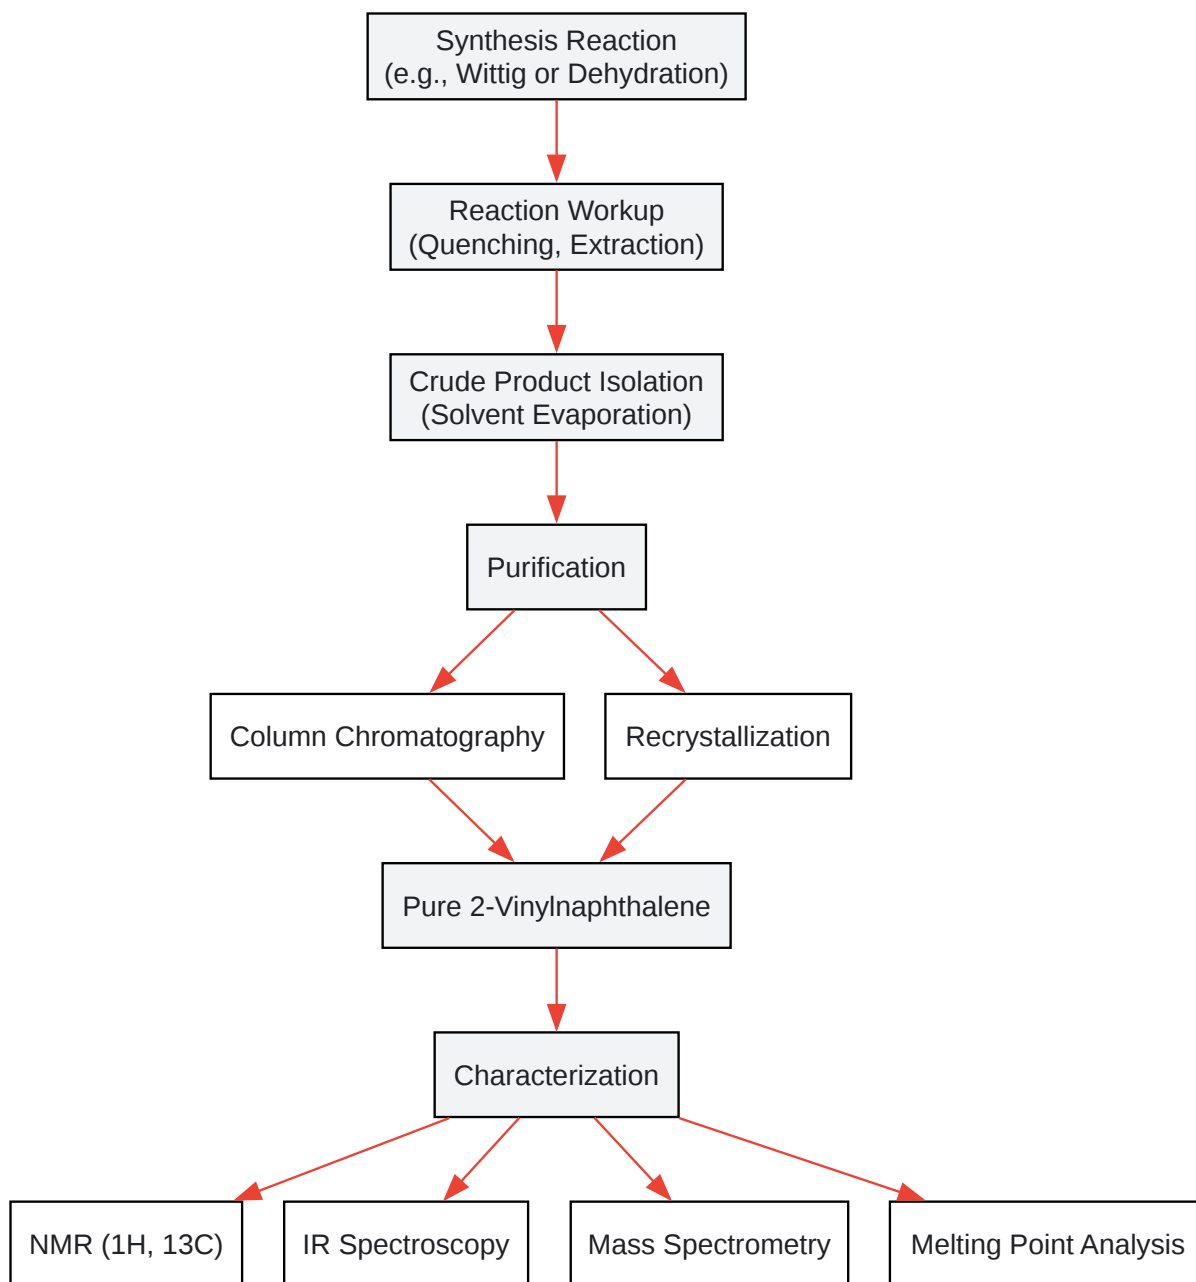 Synthesis Reaction
(e.g., Wittig or Dehydration)
Reaction Workup
(Quenching, Extraction)
Crude Product Isolation
(Solvent Evaporation)
Purification
Column Chromatography
Recrystallization
Pure 2-Vinylnaphthalene
Characterization
NMR (1H, 13C)
IR Spectroscopy
Mass Spectrometry
Melting Point Analysis